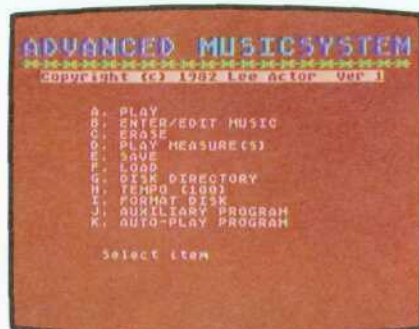 ADVANCED MUSICSYSTEM
Copyright (c) 1982 Lee Actor Ver 1
A. PLAY
B. ENTER/EDIT MUSIC
C. ERASE
D. PLAY MEASURE(S)
E. SAVE
F. LOAD
G. DISK DIRECTORY
H. TEMPO (100)
I. FORMAT DISK
J. AUXILIARY PROGRAM
K. AUTO-PLAY PROGRAM
Select item